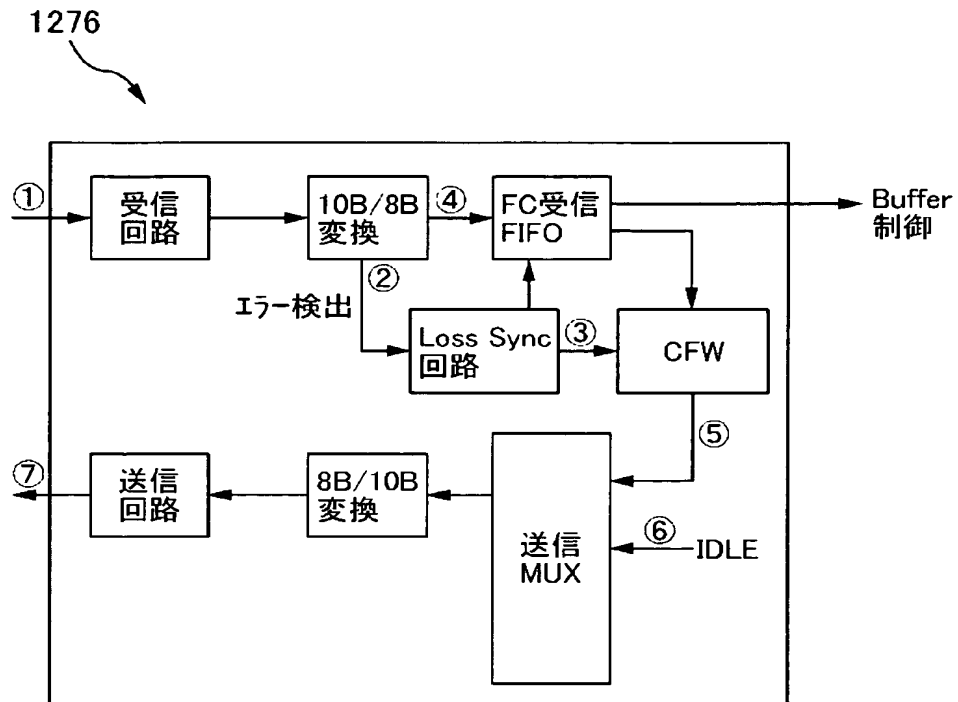 1276
①
受信
回路
10B/8B
変換
④
FC受信
FIFO
Buffer
制御
②
エラー検出
Loss Sync
回路
③
CFW
⑤
⑦
送信
回路
8B/10B
変換
送信
MUX
⑥
IDLE